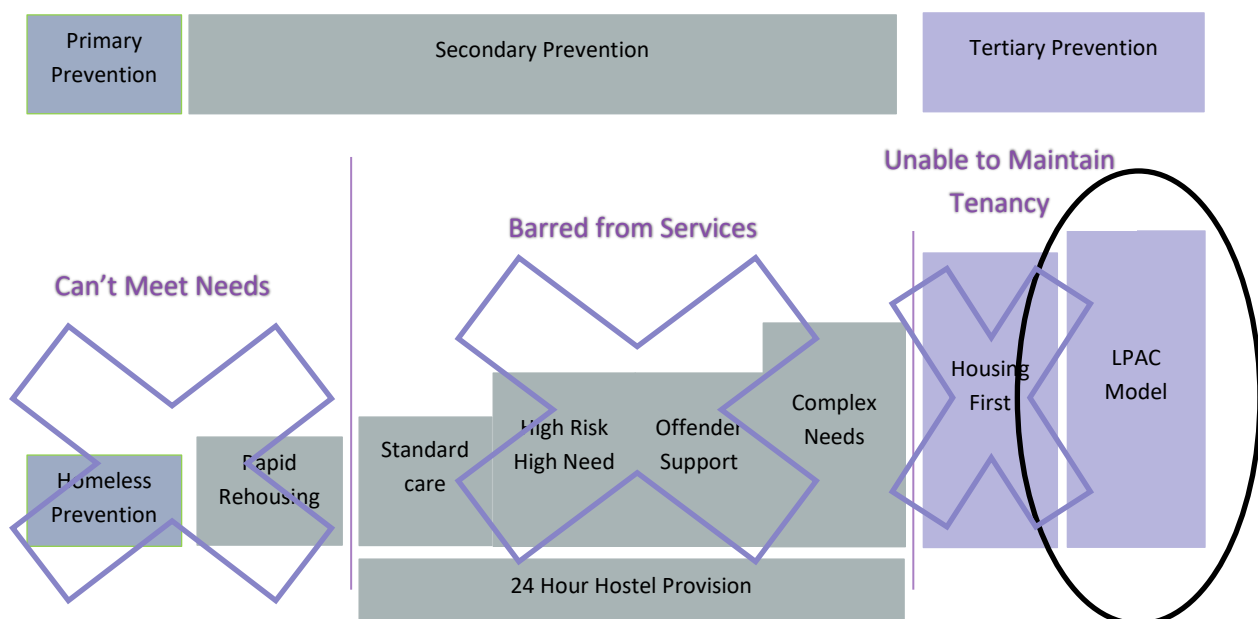 Primary
Prevention
Secondary Prevention
Tertiary Prevention
Unable to Maintain
Tenancy
Barred from Services
Can't Meet Needs
Homeless
Prevention
Rapid
Rehousing
Standard
care
High Risk
High Need
Offender
Support
Complex
Needs
Housing
First
LPAC
Model
24 Hour Hostel Provision